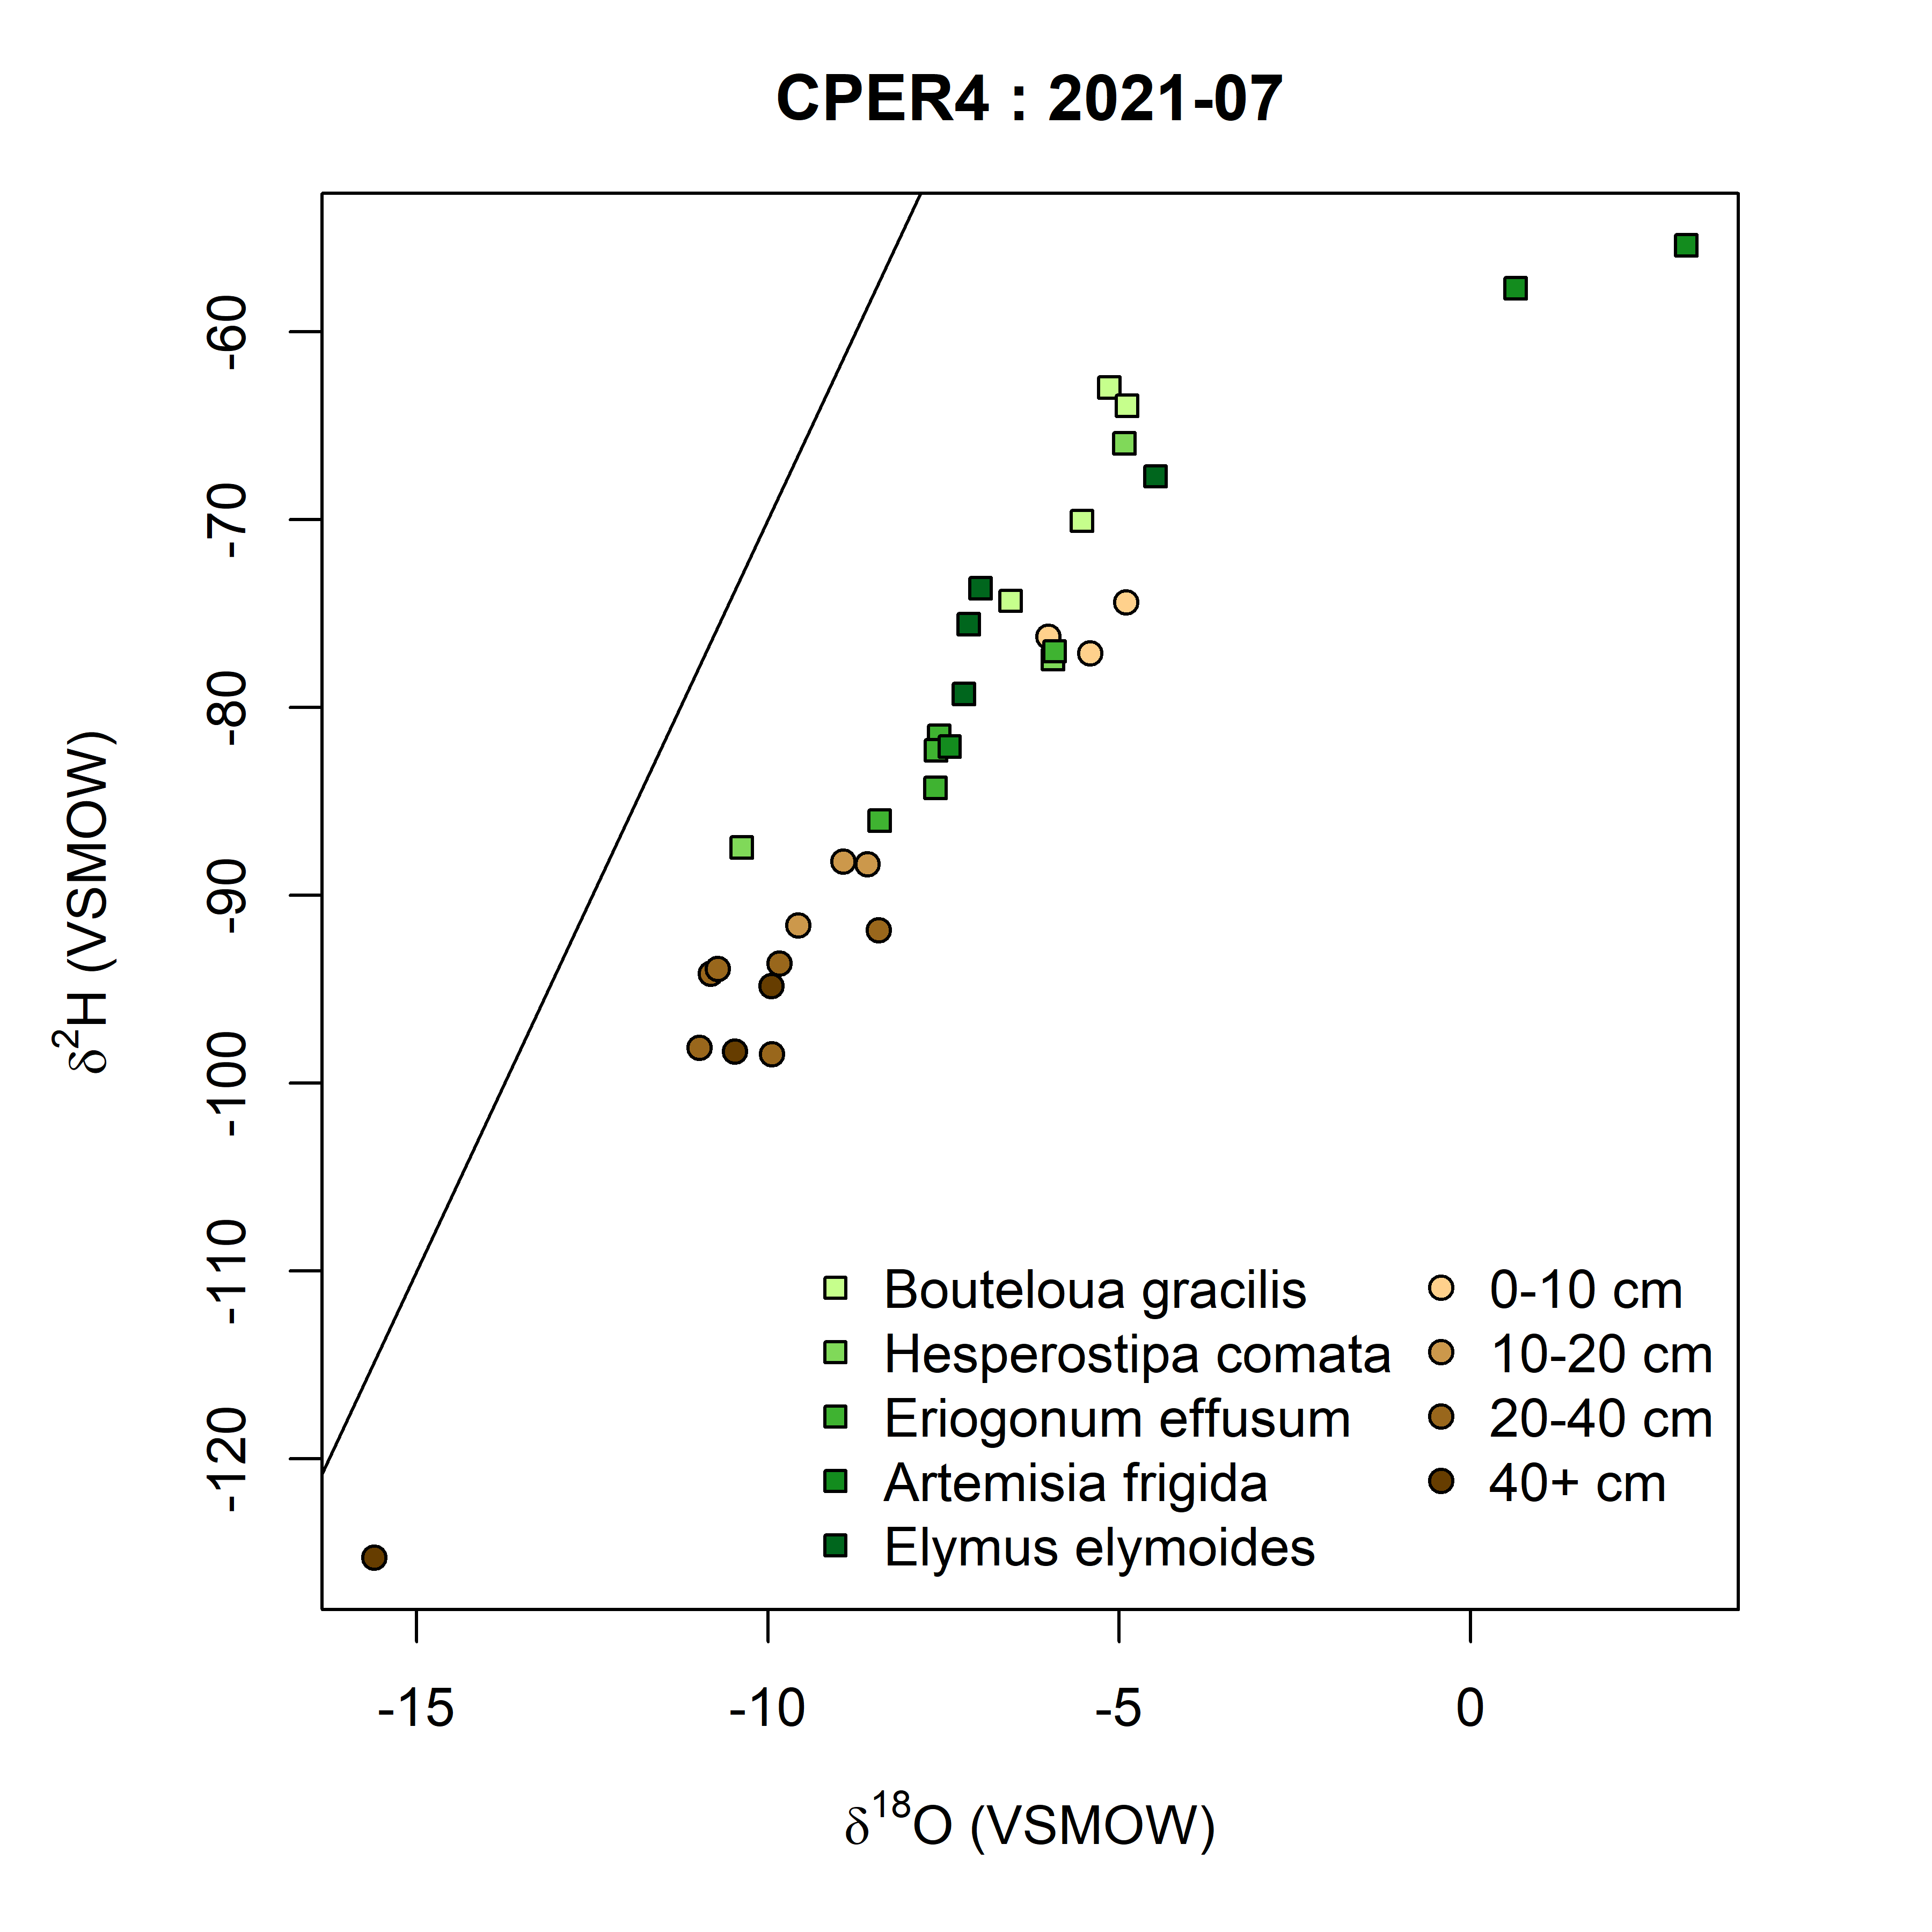 CPER4 : 2021-07
δ²H (VSMOW)
-60
-70
-80
-90
-100
-110
-120
Bouteloua gracilis
Hesperostipa comata
Eriogonum effusum
Artemisia frigida
Elymus elymoides
0-10 cm
10-20 cm
20-40 cm
40+ cm
-15
-10
-5
0
δ¹⁸O (VSMOW)